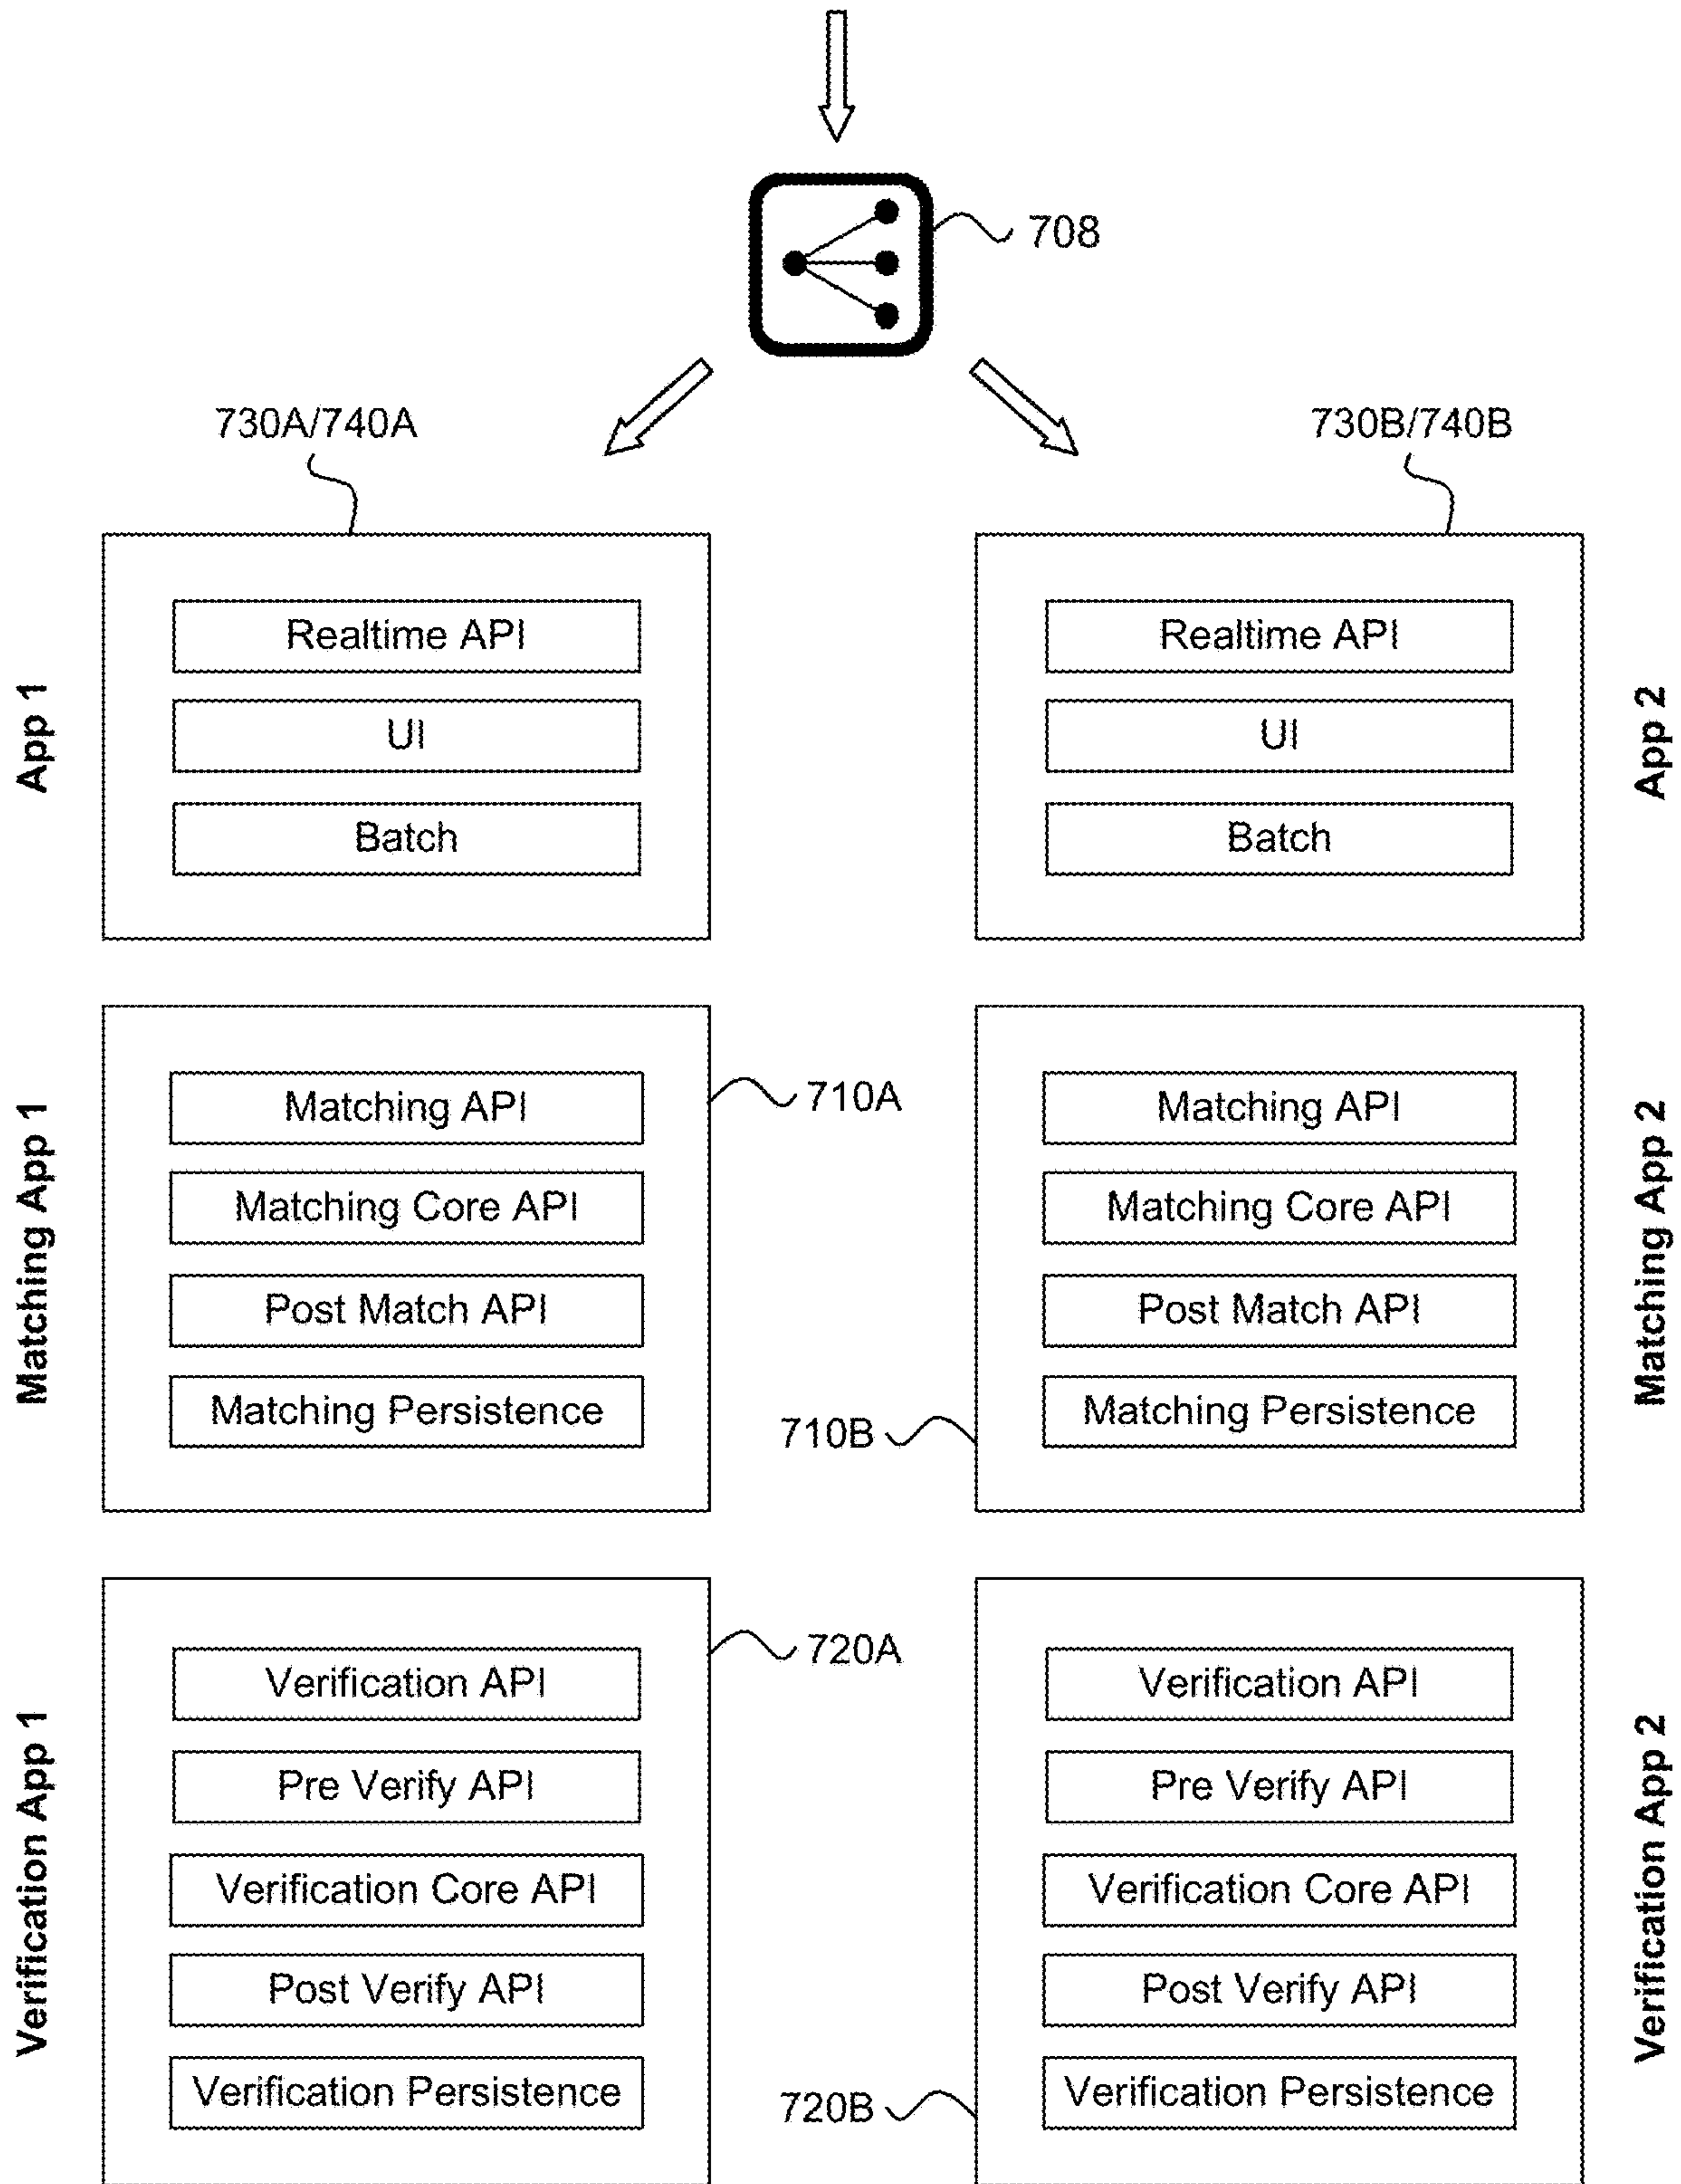 708
730A/740A
730B/740B
App 1
Realtime API
UI
Batch
Realtime API
UI
Batch
App 2
Matching App 1
Matching API
Matching Core API
Post Match API
Matching Persistence
710A
710B
Matching API
Matching Core API
Post Match API
Matching Persistence
Matching App 2
Verification App 1
Verification API
Pre Verify API
Verification Core API
Post Verify API
Verification Persistence
720A
720B
Verification API
Pre Verify API
Verification Core API
Post Verify API
Verification Persistence
Verification App 2